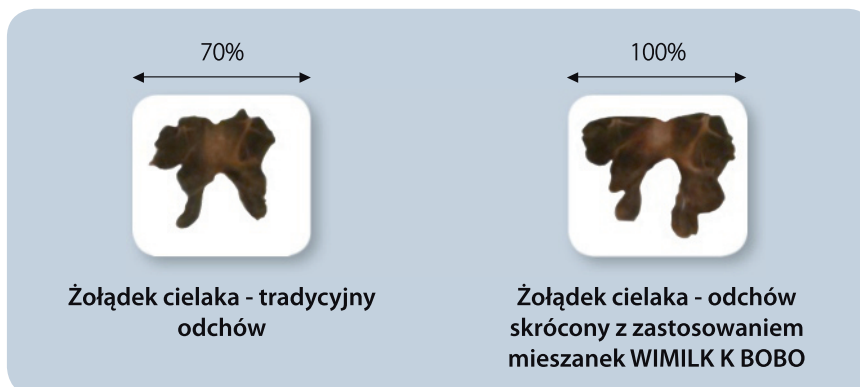 70%
100%
Żołądek cielaka - tradycyjny
odchów
Żołądek cielaka - odchów
skrócony z zastosowaniem
mieszanek WIMILK K BOBO